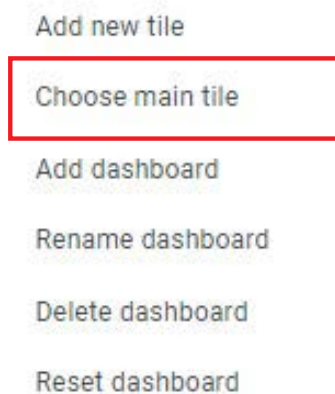 Add new tile
Choose main tile
Add dashboard
Rename dashboard
Delete dashboard
Reset dashboard